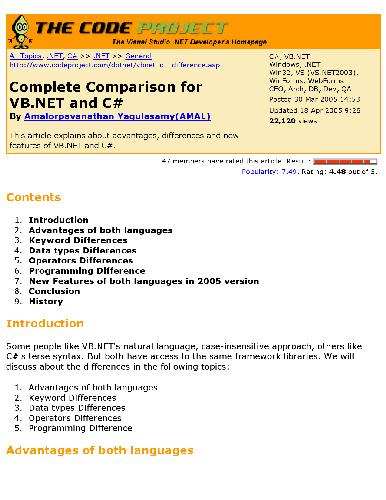 THE CODE PROJECT
The Visual Studio .NET Developer's Homepage
All Topics, .NET, C# >> .NET >> General
http://www.codeproject.com/dotnet/vbnet_c__difference.asp
Complete Comparison for
VB.NET and C#
By Amalorpavanathan Yagulasamy(AMAL)
This article explains about advantages, differences and new
features of VB.NET and C#.
C#, VB.NET
Windows, .NET
Win32, VS (VS.NET2003),
WinForms, WebForms
CEO, Arch, DB, Dev, QA
Posted 30 Mar 2005 14:53
Updated 18 Apr 2005 9:26
22,120 views
47 members have rated this article. Result:
Popularity: 7.49. Rating: 4.48 out of 5.
Contents
1. Introduction
2. Advantages of both languages
3. Keyword Differences
4. Data types Differences
5. Operators Differences
6. Programming Difference
7. New Features of both languages in 2005 version
8. Conclusion
9. History
Introduction
Some people like VB.NET's natural language, case-insensitive approach, others like
C#'s terse syntax. But both have access to the same framework libraries. We will
discuss about the differences in the following topics:
1. Advantages of both languages
2. Keyword Differences
3. Data types Differences
4. Operators Differences
5. Programming Difference
Advantages of both languages